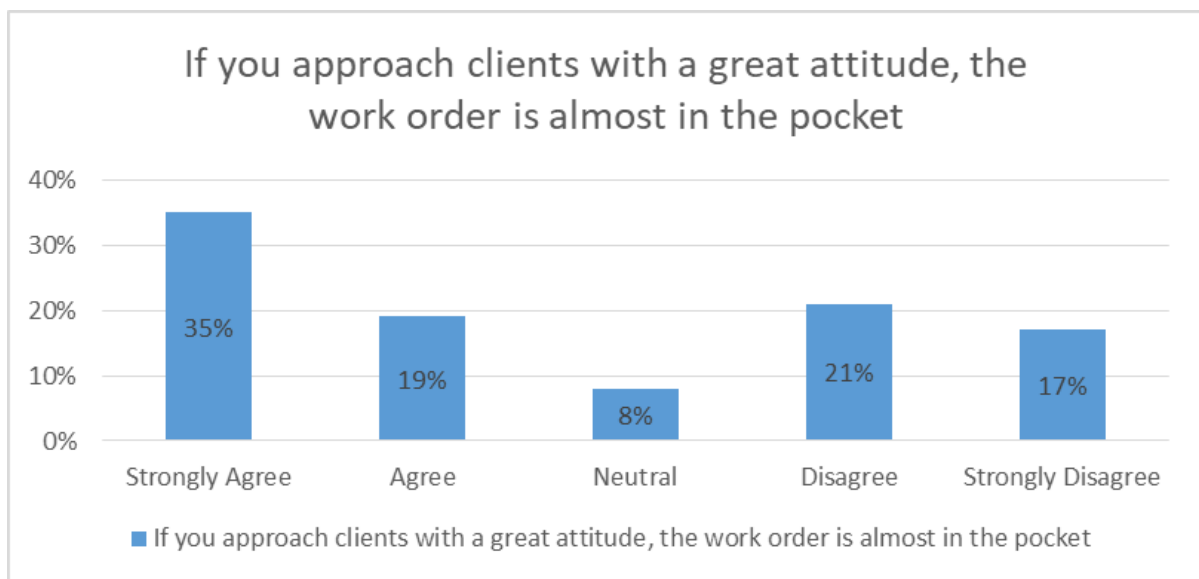 If you approach clients with a great attitude, the
work order is almost in the pocket
40%
30%
20%
10%
0%
35%
19%
8%
21%
17%
Strongly Agree
Agree
Neutral
Disagree
Strongly Disagree
If you approach clients with a great attitude, the work order is almost in the pocket